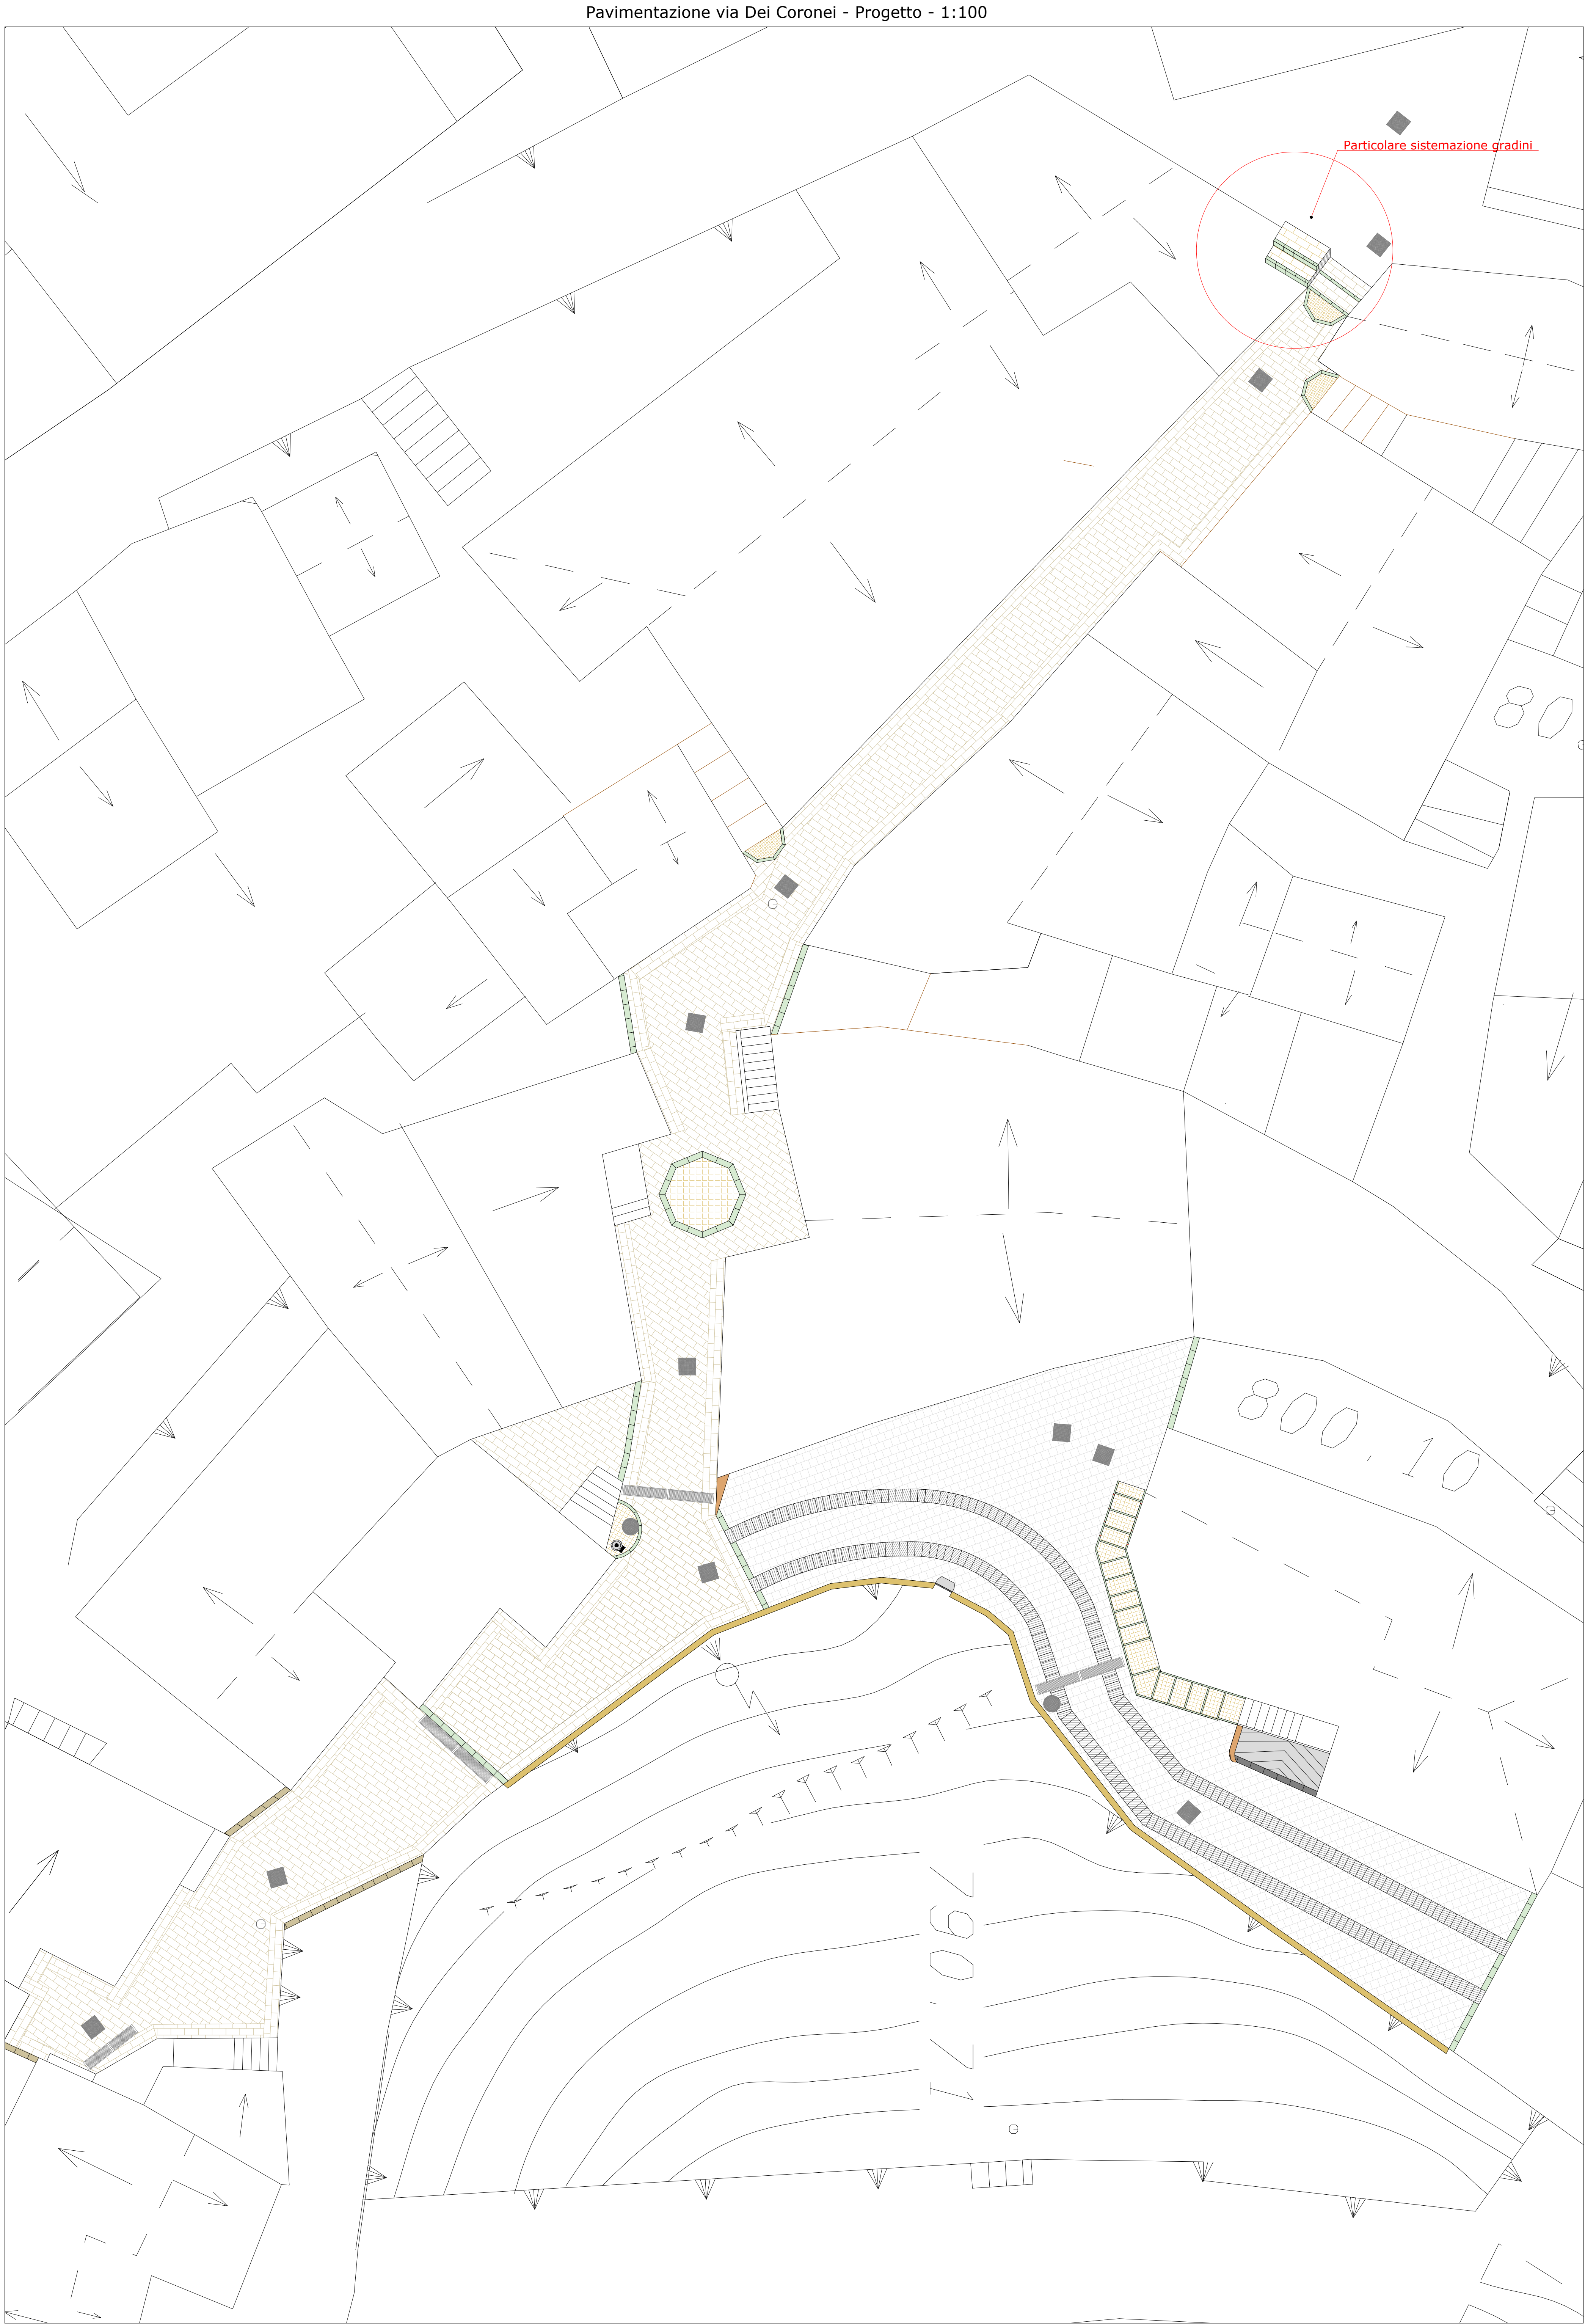 Pavimentazione via Dei Coronei - Progetto - 1:100
Particolare sistemazione gradini